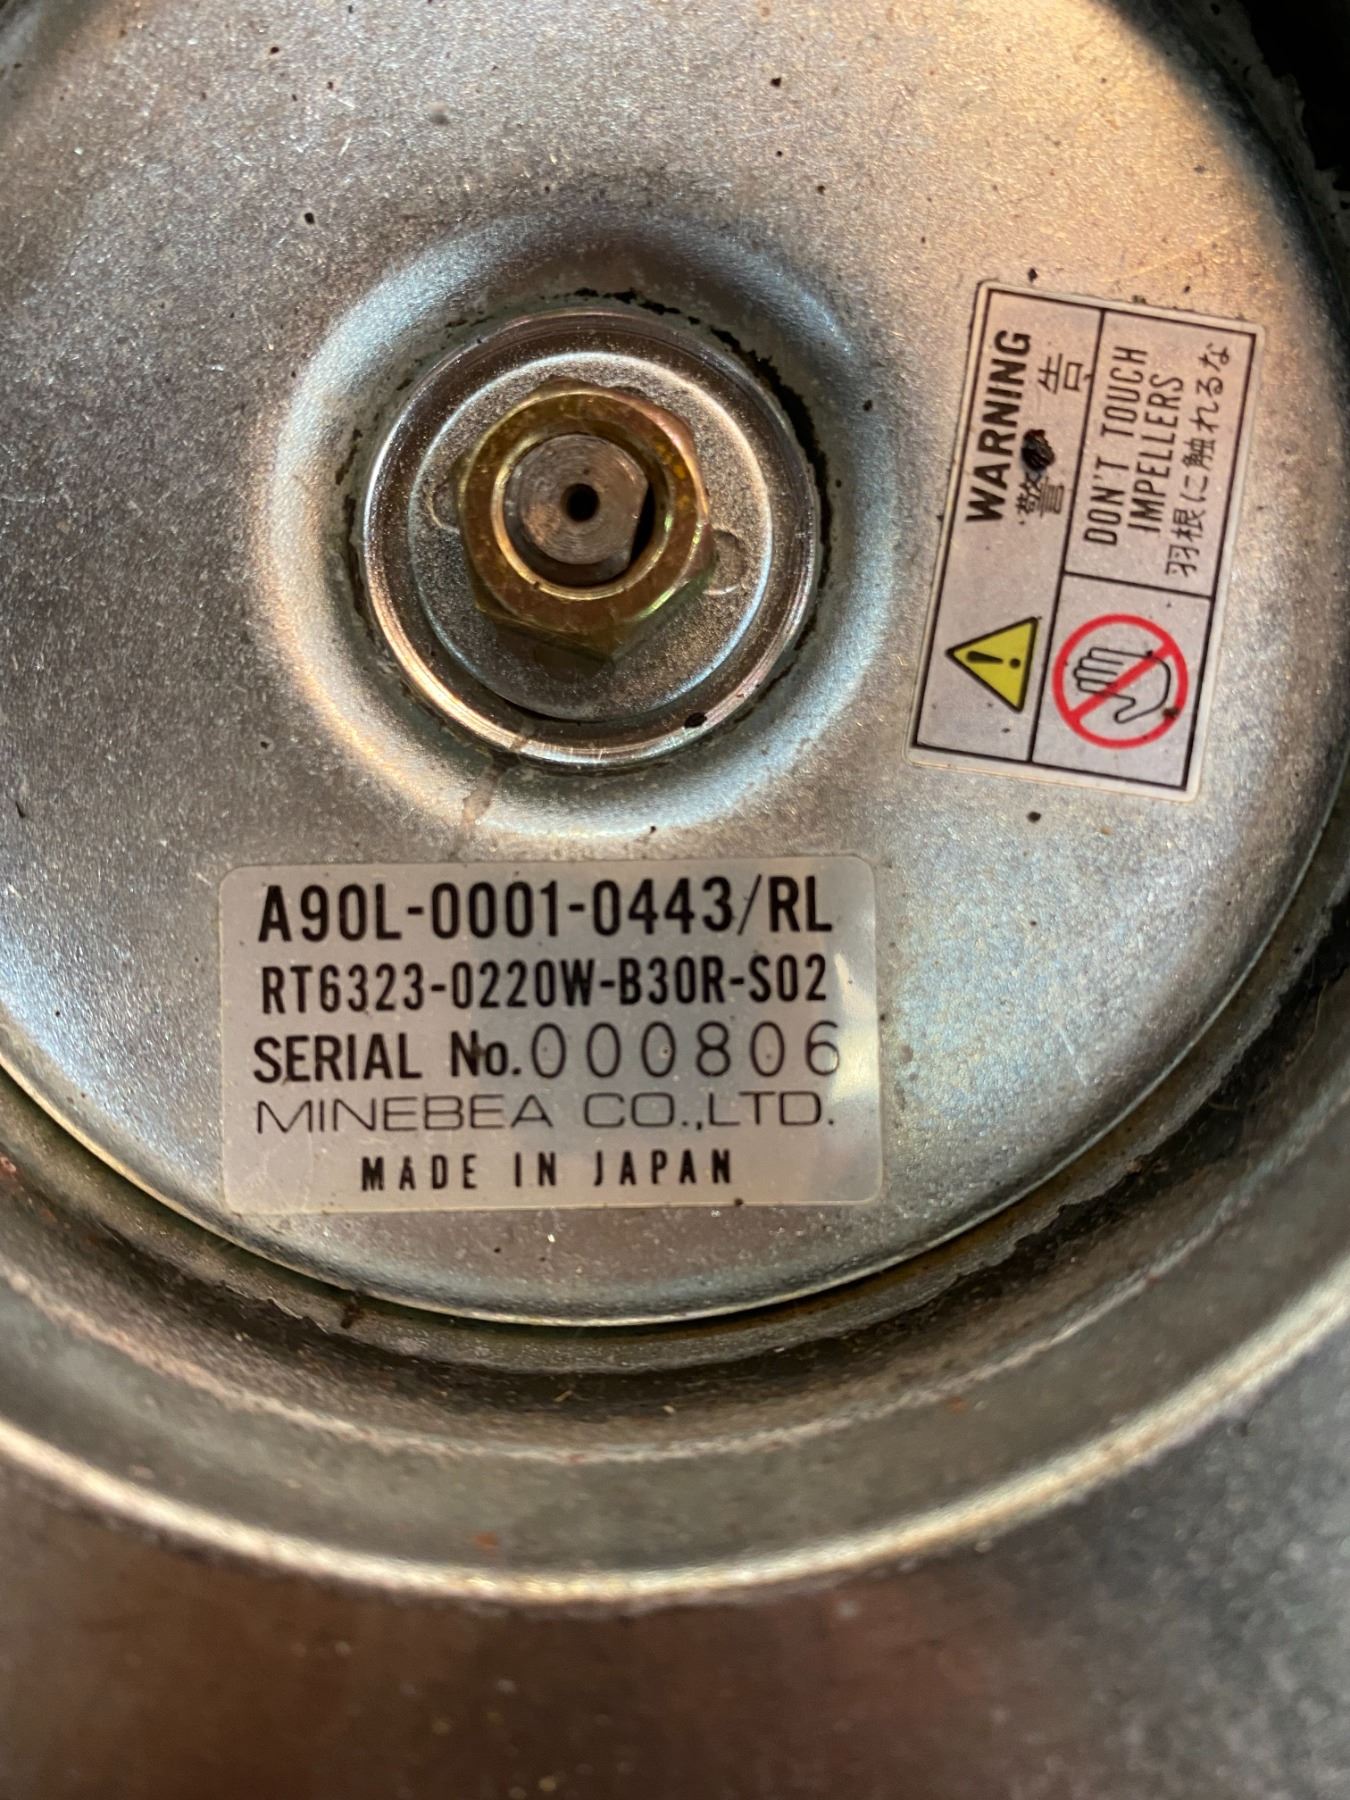 A90L-0001-0443/RL
RT6323-0220W-B30R-S02
SERIAL No.000806
MINEBEA CO.,LTD.
MADE IN JAPAN
WARNING
警告
DON'T TOUCH
IMPELLERS
羽根に触れるな